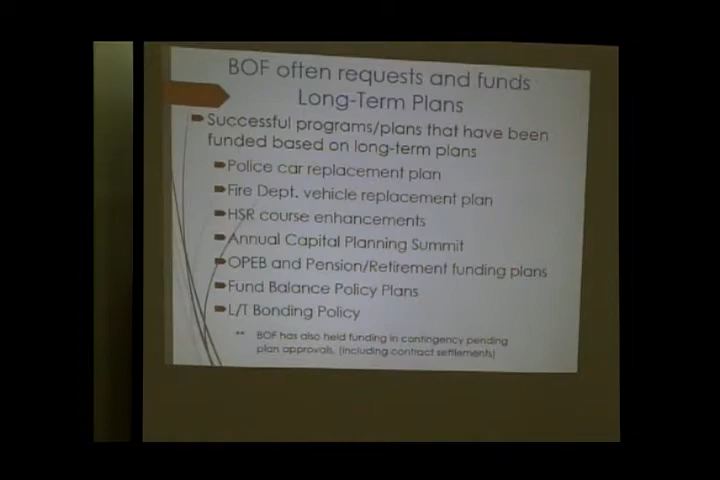 BOF often requests and funds
Long-Term Plans
Successful programs/plans that have been
funded based on long-term plans
Police car replacement plan
Fire Dept. vehicle replacement plan
HSR course enhancements
Annual Capital Planning Summit
OPEB and Pension/Retirement funding plans
Fund Balance Policy Plans
L/T Bonding Policy
** BOF has also held funding in contingency pending
plan approvals. (including contract settlements)